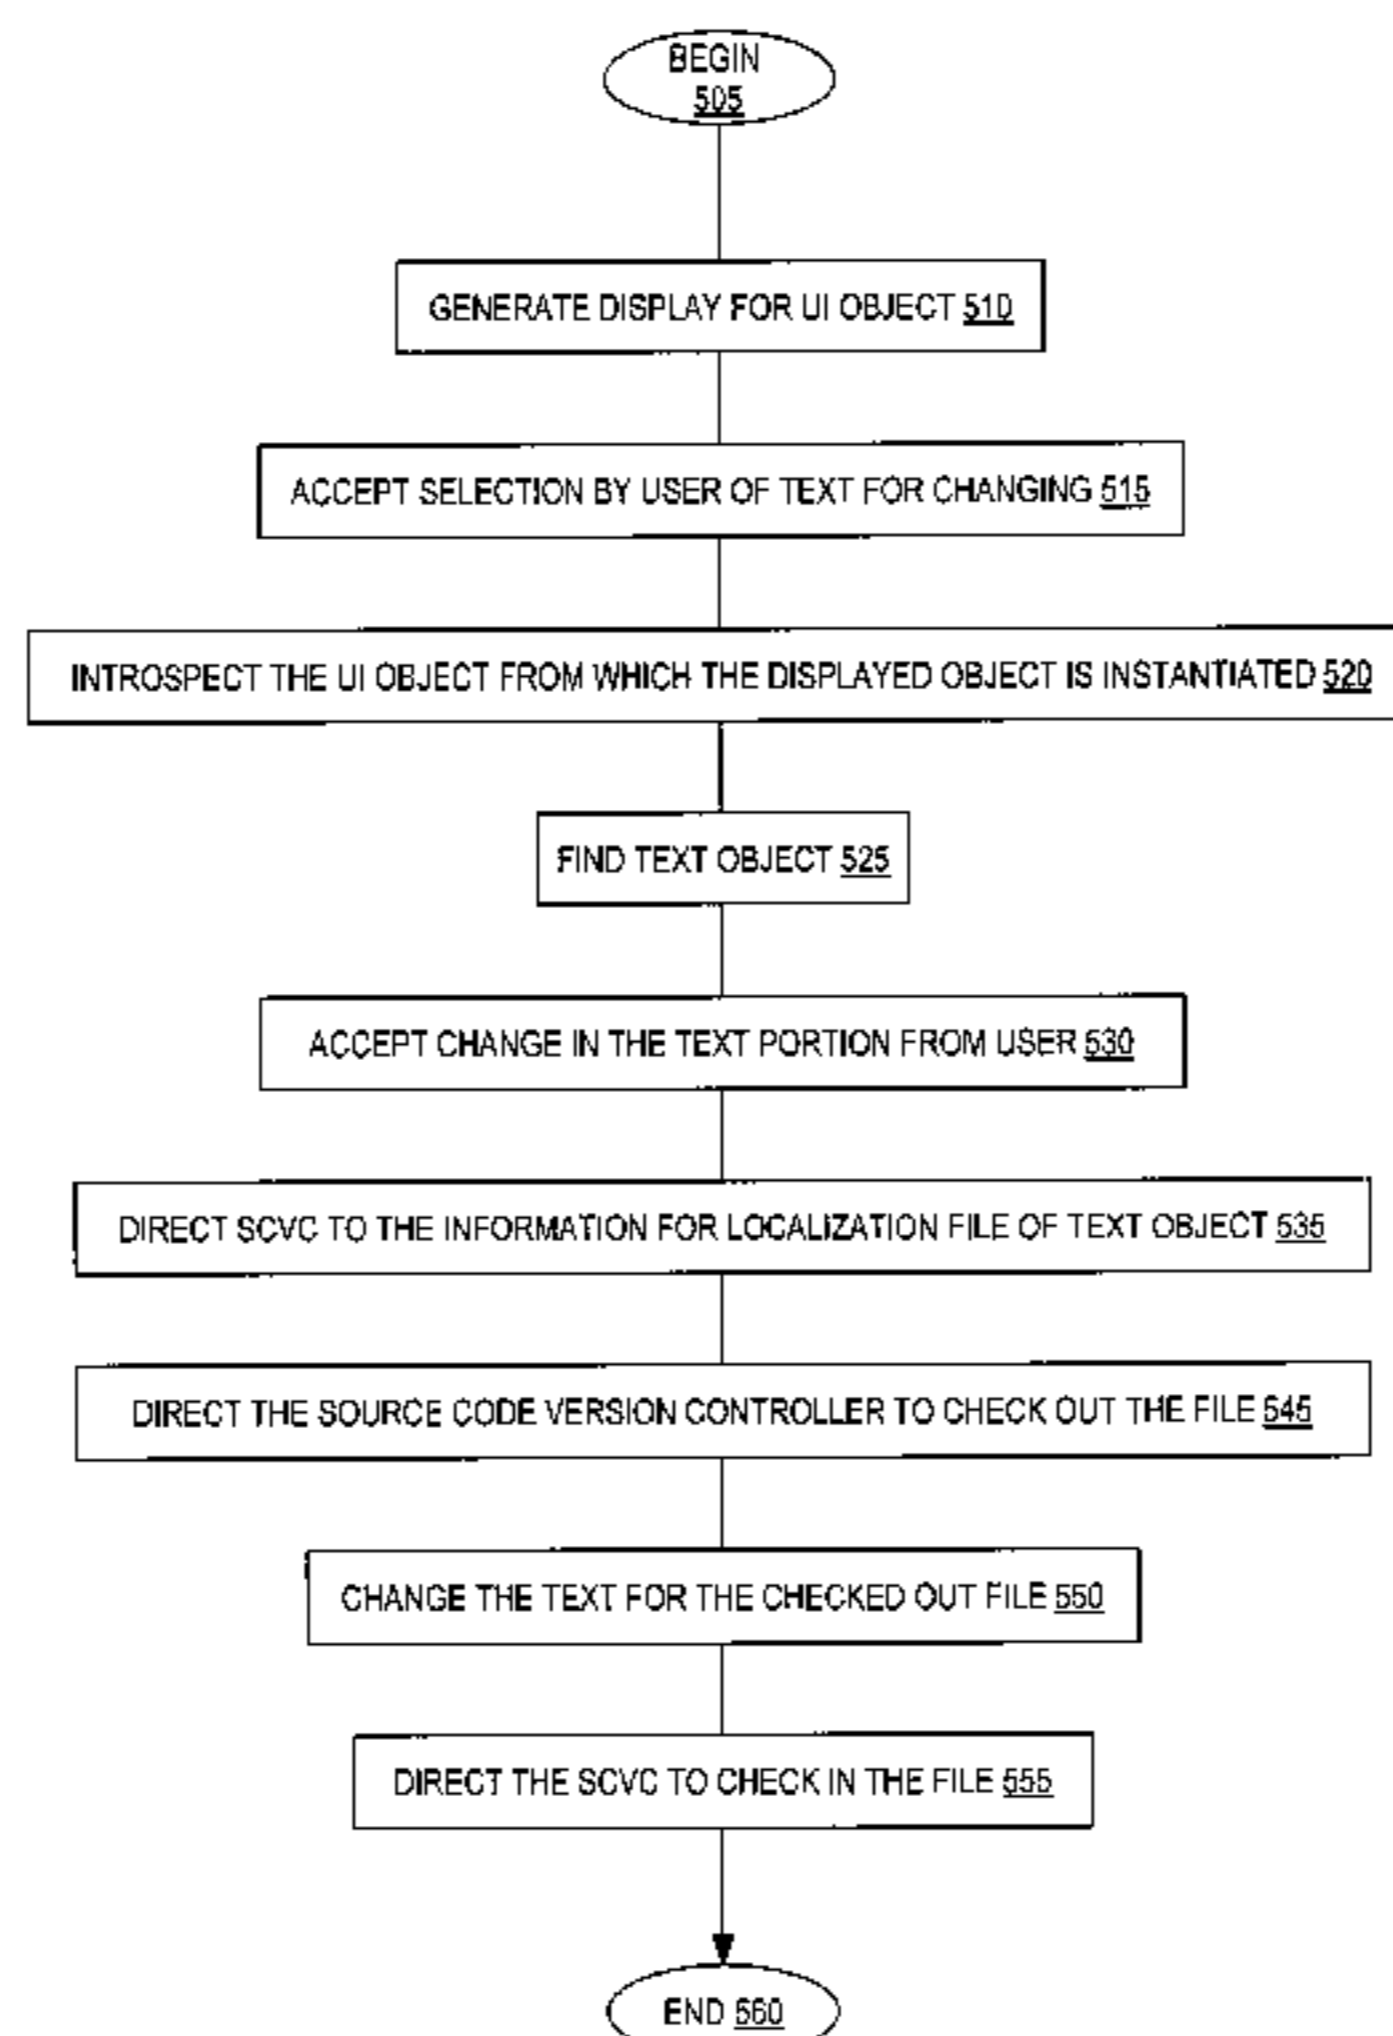 BEGIN
505
GENERATE DISPLAY FOR UI OBJECT 510
ACCEPT SELECTION BY USER OF TEXT FOR CHANGING 515
INTROSPECT THE UI OBJECT FROM WHICH THE DISPLAYED OBJECT IS INSTANTIATED 520
FIND TEXT OBJECT 525
ACCEPT CHANGE IN THE TEXT PORTION FROM USER 530
DIRECT SCVC TO THE INFORMATION FOR LOCALIZATION FILE OF TEXT OBJECT 535
DIRECT THE SOURCE CODE VERSION CONTROLLER TO CHECK OUT THE FILE 545
CHANGE THE TEXT FOR THE CHECKED OUT FILE 550
DIRECT THE SCVC TO CHECK IN THE FILE 555
END 560